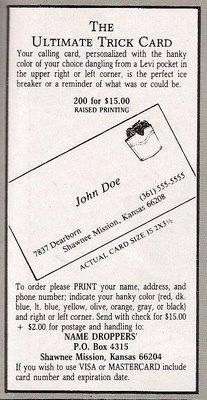 THE
ULTIMATE TRICK CARD
Your calling card, personalized with the hanky
color of your choice dangling from a Levi pocket in
the upper right or left corner, is the perfect ice
breaker or a reminder of what was or could be.
200 for $15.00
RAISED PRINTING
John Doe
(361) 555-5555
7837 Dearborn
Shawnee Mission, Kansas 66208
ACTUAL CARD SIZE IS 2X3½
To order please PRINT your name, address, and
phone number; indicate your hanky color (red, dk.
blue, lt. blue, yellow, olive, orange, gray, or black)
and right or left corner. Send with check for $15.00
+ $2.00 for postage and handling to:
NAME DROPPERS'
P.O. Box 4315
Shawnee Mission, Kansas 66204
If you wish to use VISA or MASTERCARD include
card number and expiration date.